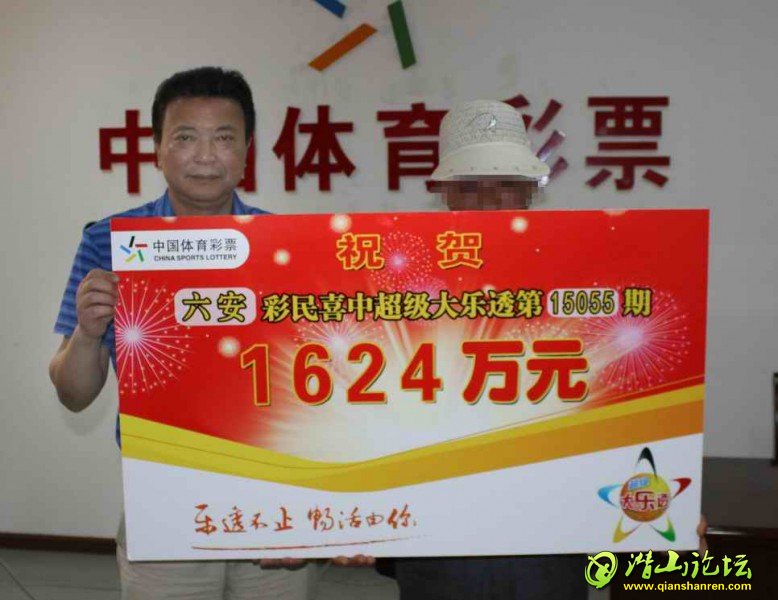 中国体育彩票
中国体育彩票
CHINA SPORTS LOTTERY
祝贺
六安 彩民喜中超级大乐透第 15055 期
1624万元
乐透不止 畅活由你
超级
大乐透
潜山论坛
www.qianshanren.com